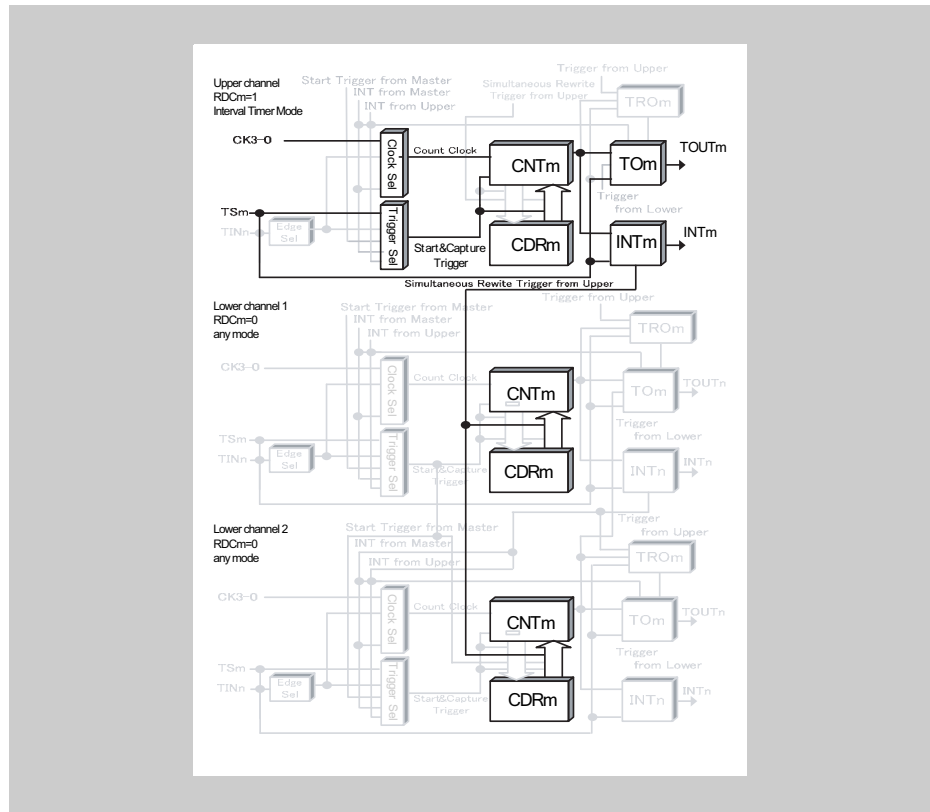 Upper channel
RDCm=1
Interval Timer Mode
Start Trigger from Master
INT from Master
INT from Upper
Simultaneous Rewrite
Trigger from Upper
Trigger from Upper
TROm
CK3-0
Clock Sel
Count Clock
CNTm
TOm
TOUTm
Trigger
from Lower
TSm
TINn
Edge
Sel
Trigger Sel
Start&Capture
Trigger
CDRm
INTm
INTm
Simultaneous Rewite Trigger from Upper
Lower channel 1
RDCm=0
any mode
Start Trigger from Master
INT from Master
INT from Upper
Trigger from Upper
TROm
CK3-0
Clock Sel
Count Clock
CNTm
TOm
TOUTn
Trigger
from Lower
TSm
TINn
Edge
Sel
Trigger Sel
Start&Capture
Trigger
CDRm
INTn
INTn
Lower channel 2
RDCm=0
any mode
Start Trigger from Master
INT from Master
INT from Upper
Trigger
from Upper
TROm
CK3-0
Clock Sel
Count Clock
CNTm
TOm
TOUTn
Trigger
from Lower
TSm
TINn
Edge
Sel
Trigger Sel
Start&Capture
Trigger
CDRm
INTn
INTn